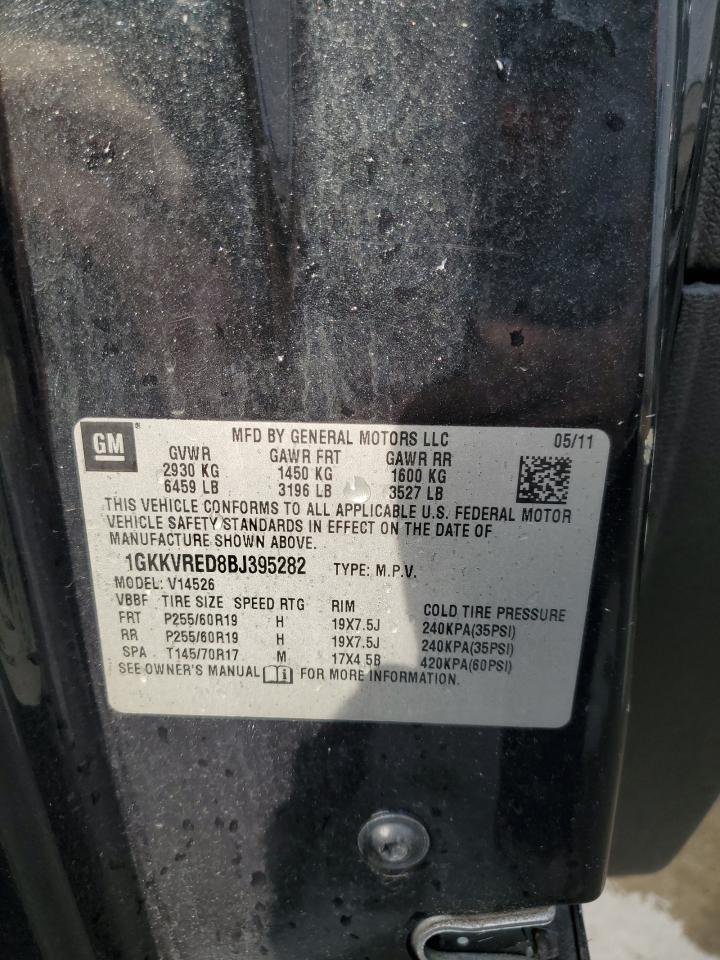 GM
MFD BY GENERAL MOTORS LLC 05/11
GVWR GAWR FRT GAWR RR
2930 KG 1450 KG 1600 KG
6459 LB 3196 LB 3527 LB
THIS VEHICLE CONFORMS TO ALL APPLICABLE U.S. FEDERAL MOTOR
VEHICLE SAFETY STANDARDS IN EFFECT ON THE DATE OF
MANUFACTURE SHOWN ABOVE.
1GKKVRED8BJ395282 TYPE: M.P.V.
MODEL: V14526
VBBF TIRE SIZE SPEED RTG RIM COLD TIRE PRESSURE
FRT P255/60R19 H 19X7.5J 240KPA(35PSI)
RR P255/60R19 H 19X7.5J 240KPA(35PSI)
SPA T145/70R17 M 17X4.5B 420KPA(60PSI)
SEE OWNER'S MANUAL FOR MORE INFORMATION.